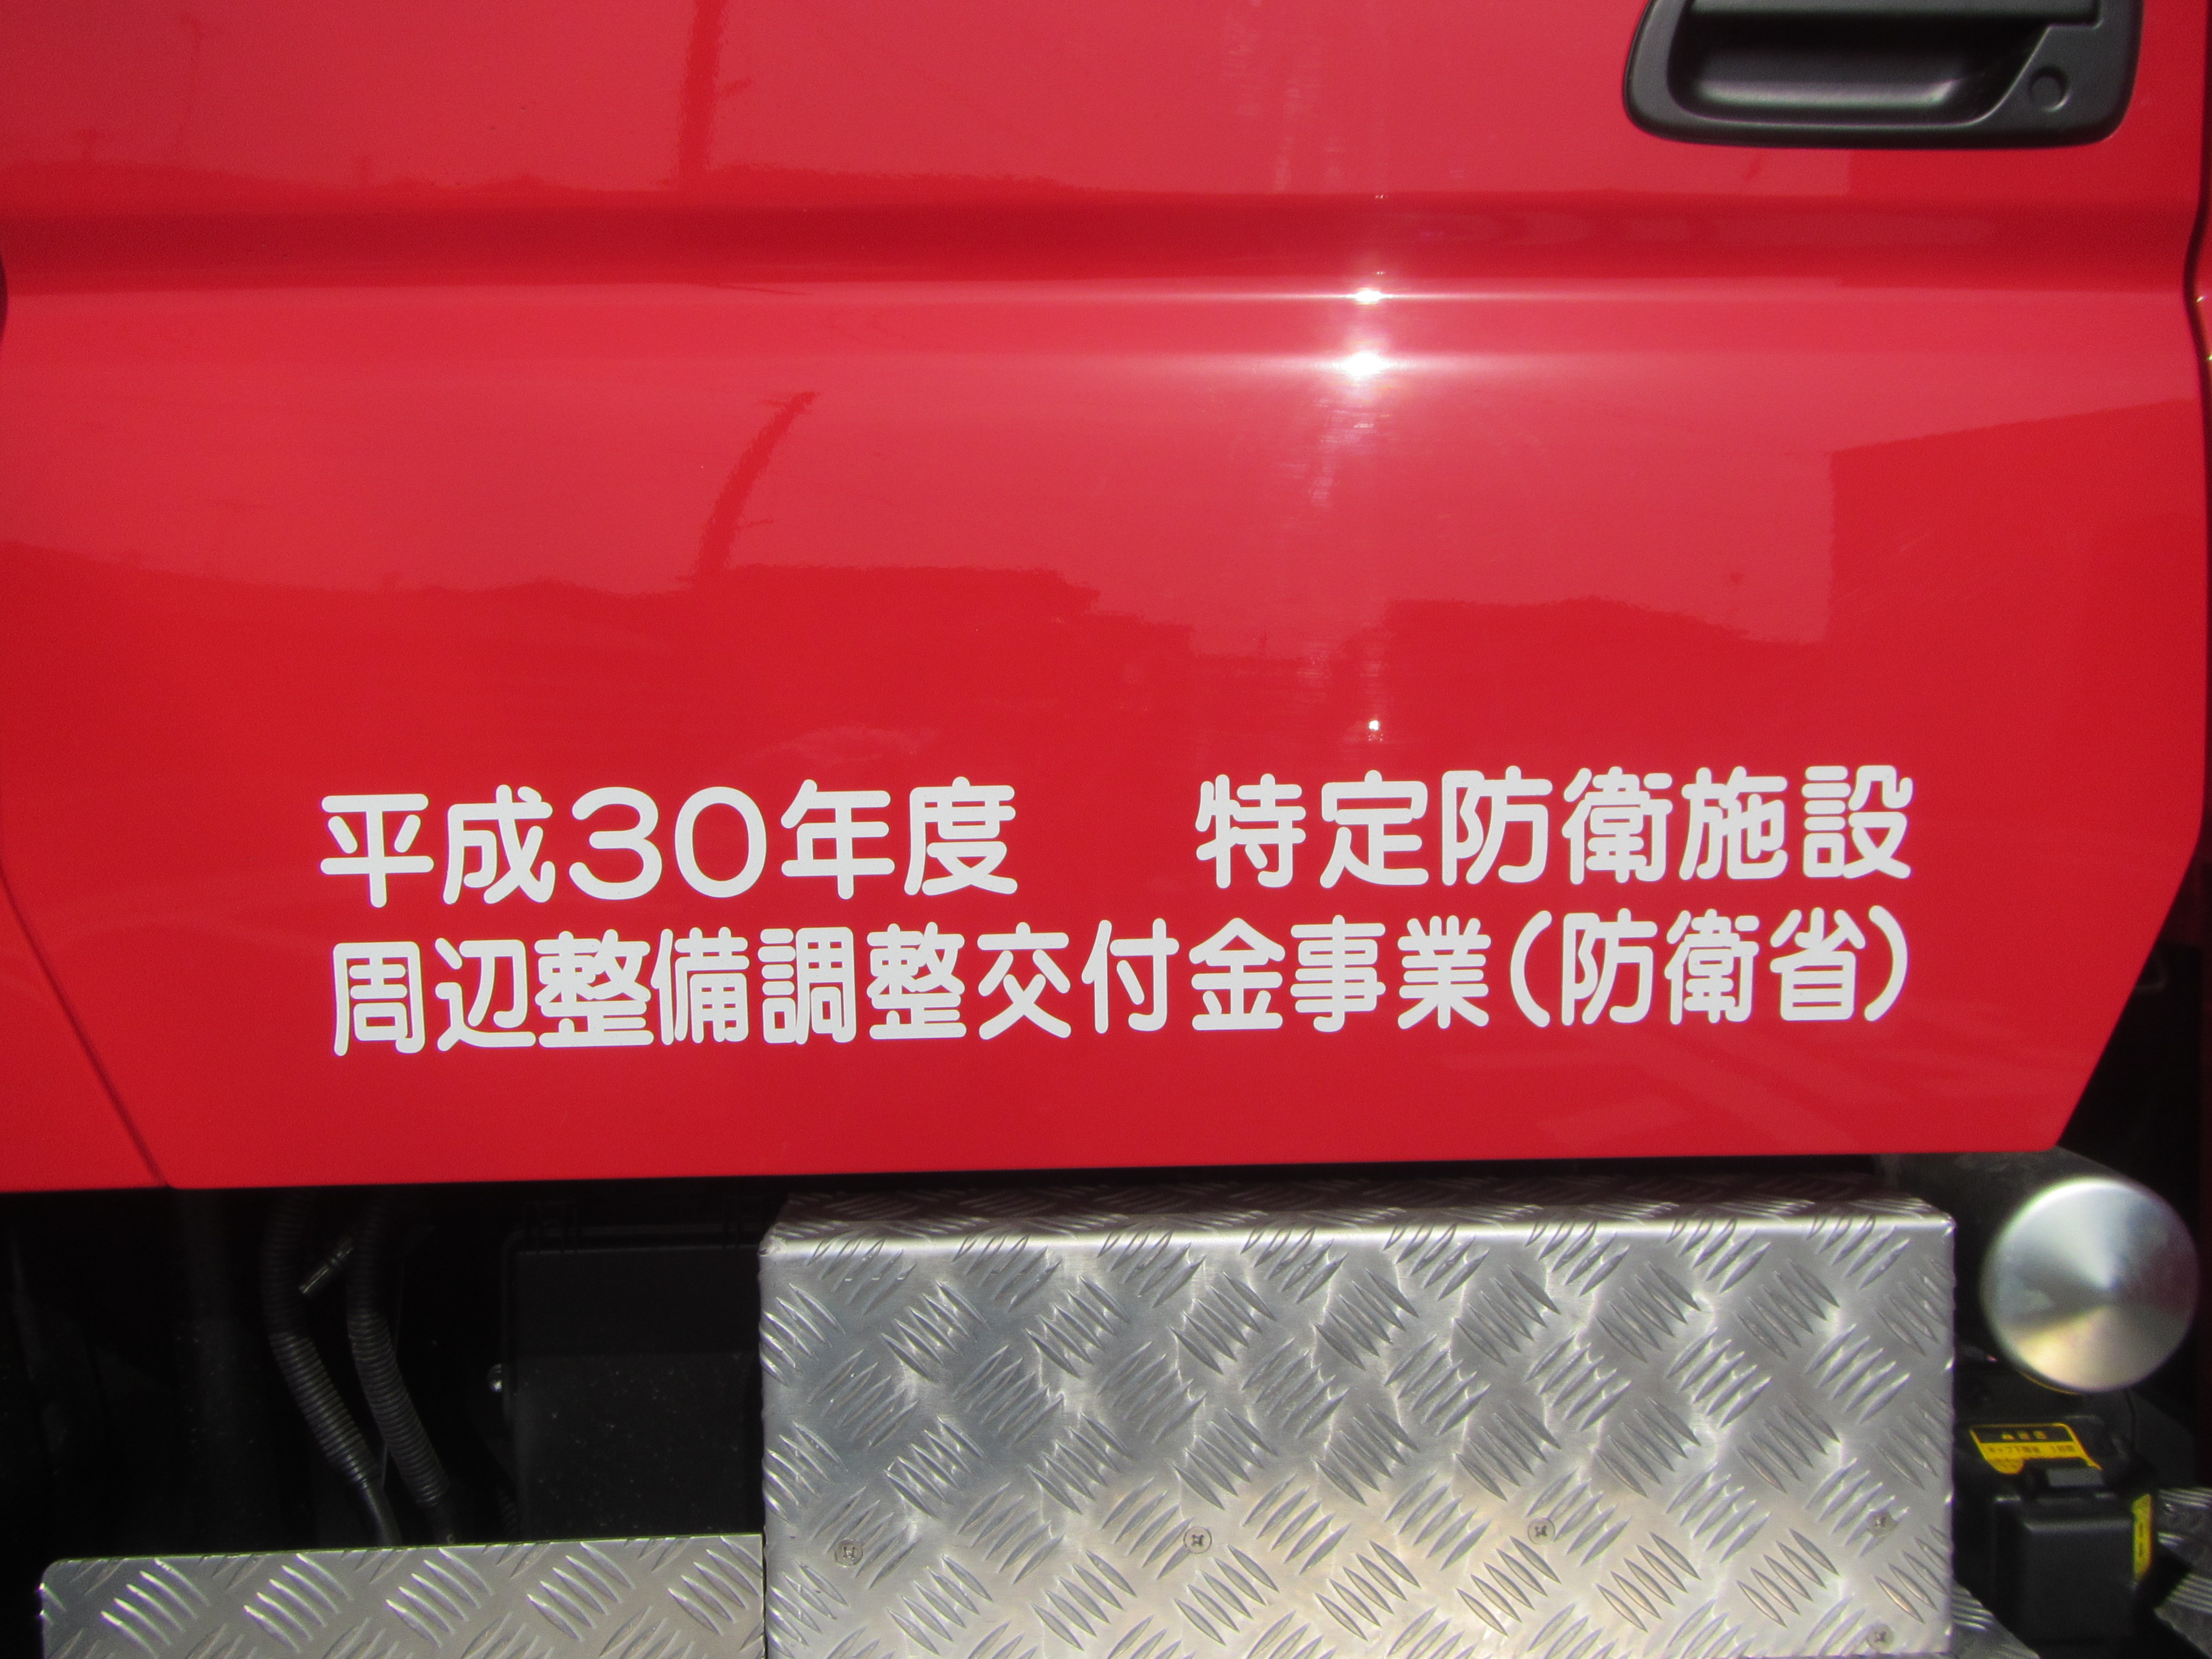 平成30年度　特定防衛施設
周辺整備調整交付金事業(防衛省)